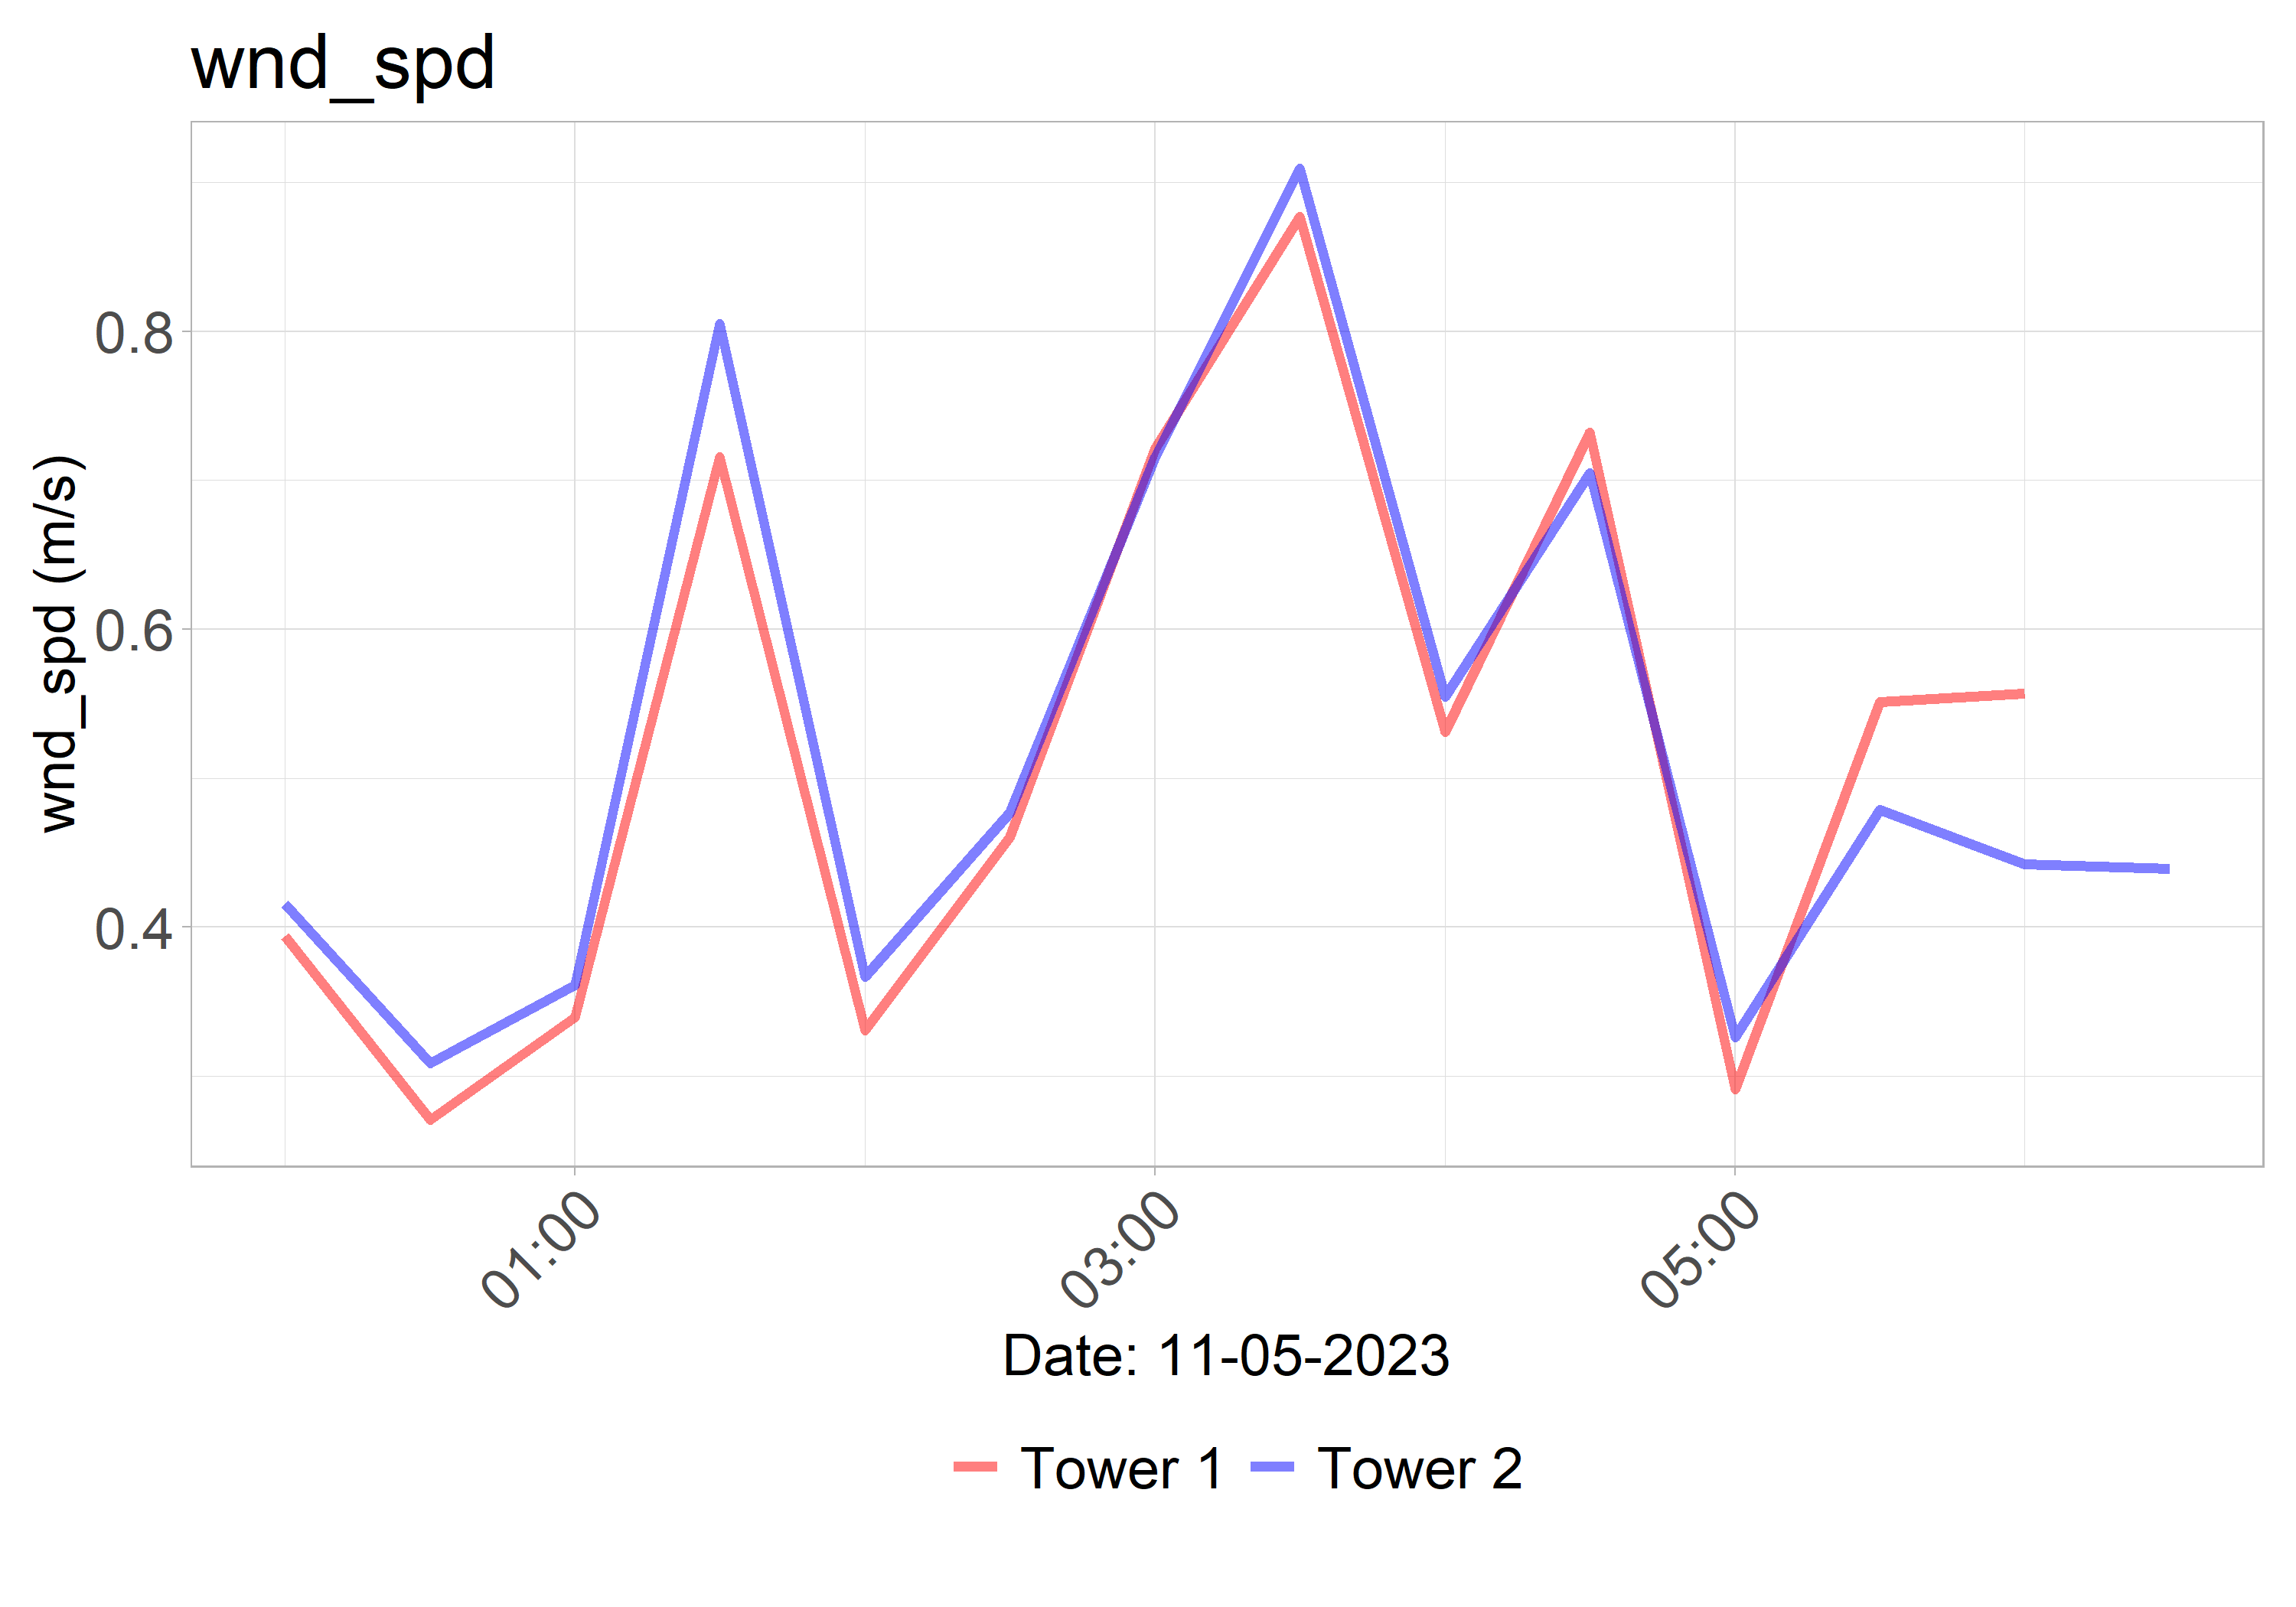 wnd_spd
wnd_spd (m/s)
0.8
0.6
0.4
01:00
03:00
05:00
Date: 11-05-2023
Tower 1
Tower 2